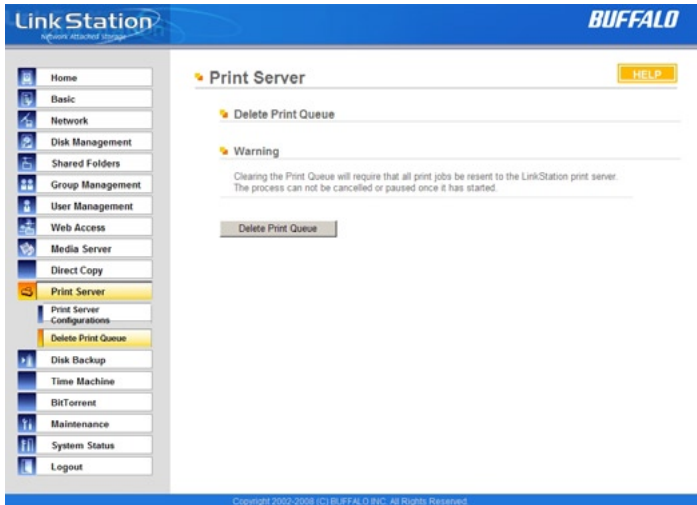 LinkStation
Network Attached storage
BUFFALO
Home
Basic
Network
Disk Management
Shared Folders
Group Management
User Management
Web Access
Media Server
Direct Copy
Print Server
Print Server
Configurations
Delete Print Queue
Disk Backup
Time Machine
BitTorrent
Maintenance
System Status
Logout
Print Server
HELP
Delete Print Queue
Warning
Clearing the Print Queue will require that all print jobs be resent to the LinkStation print server.
The process can not be cancelled or paused once it has started.
Delete Print Queue
Copyright 2002-2008 (C) BUFFALO INC. All Rights Reserved.